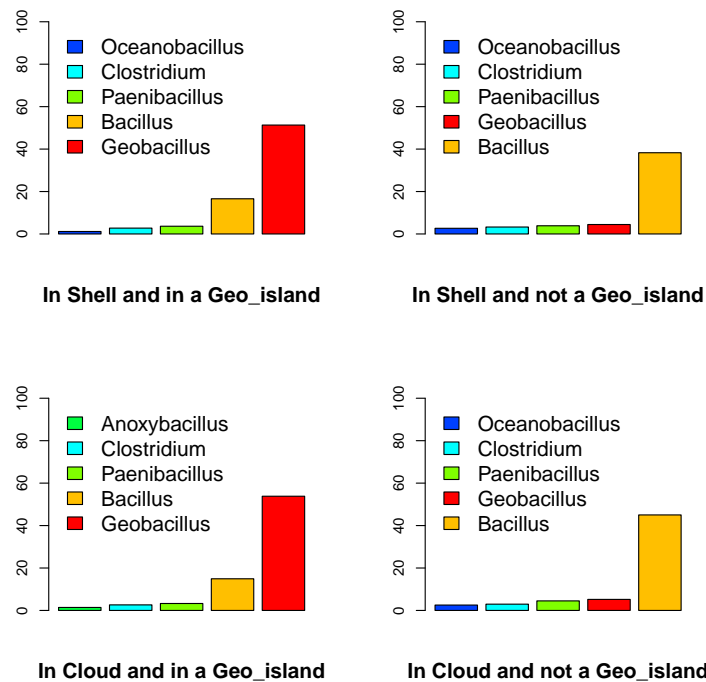 100
80
60
40
20
0
Oceanobacillus
Clostridium
Paenibacillus
Bacillus
Geobacillus
In Shell and in a Geo_island
100
80
60
40
20
0
Oceanobacillus
Clostridium
Paenibacillus
Geobacillus
Bacillus
In Shell and not a Geo_island
100
80
60
40
20
0
Anoxybacillus
Clostridium
Paenibacillus
Bacillus
Geobacillus
In Cloud and in a Geo_island
100
80
60
40
20
0
Oceanobacillus
Clostridium
Paenibacillus
Geobacillus
Bacillus
In Cloud and not a Geo_island